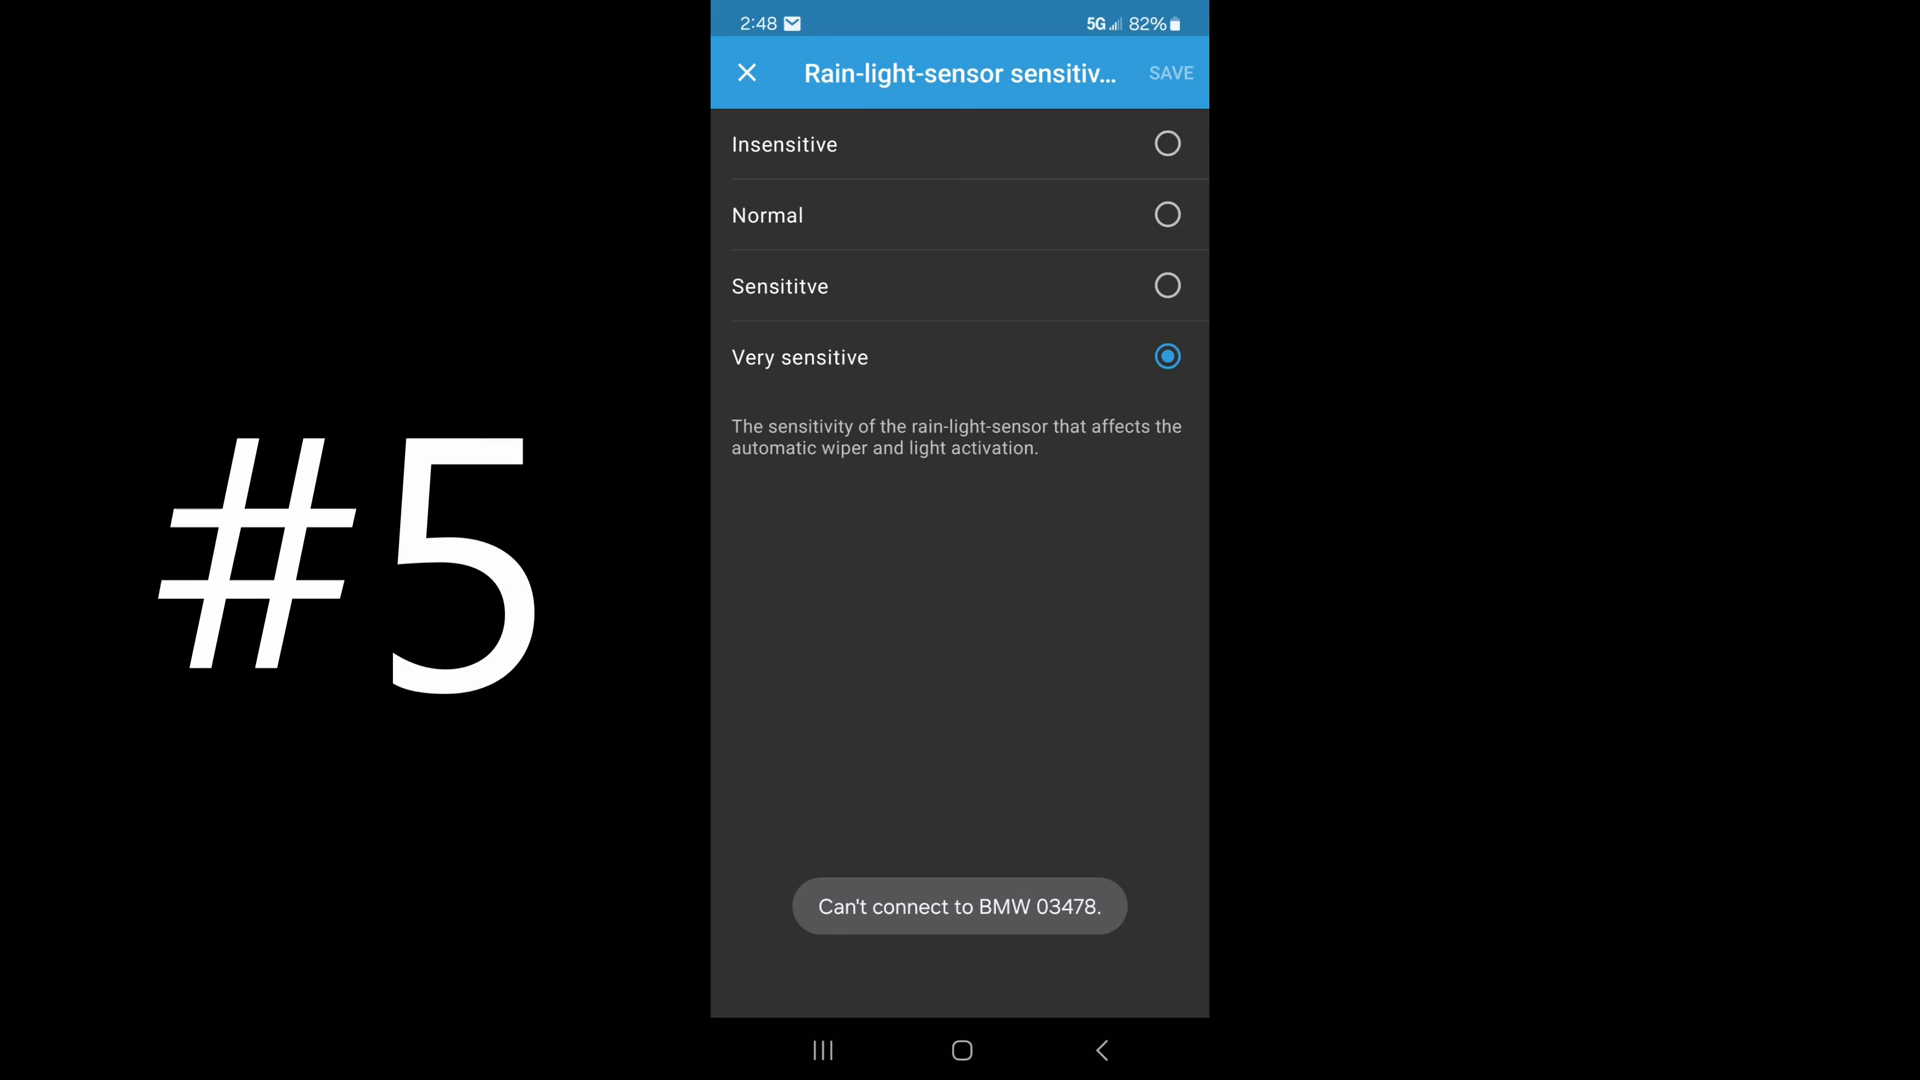 #5
2:48
5G 82%
Rain-light-sensor sensitiv... SAVE
Insensitive
Normal
Sensititve
Very sensitive
The sensitivity of the rain-light-sensor that affects the
automatic wiper and light activation.
Can't connect to BMW 03478.